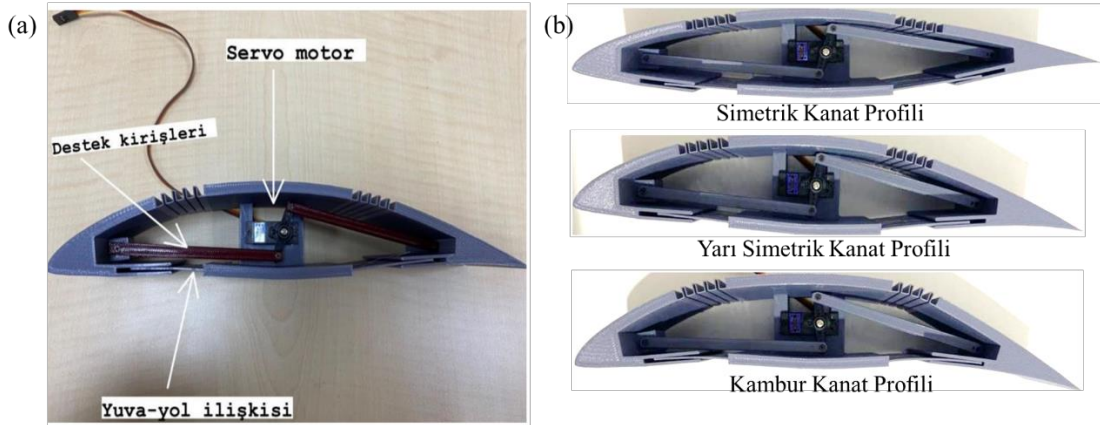 (a)
Servo motor
Destek kirişleri
Yuva-yol ilişkisi
(b)
Simetrik Kanat Profili
Yarı Simetrik Kanat Profili
Kambur Kanat Profili